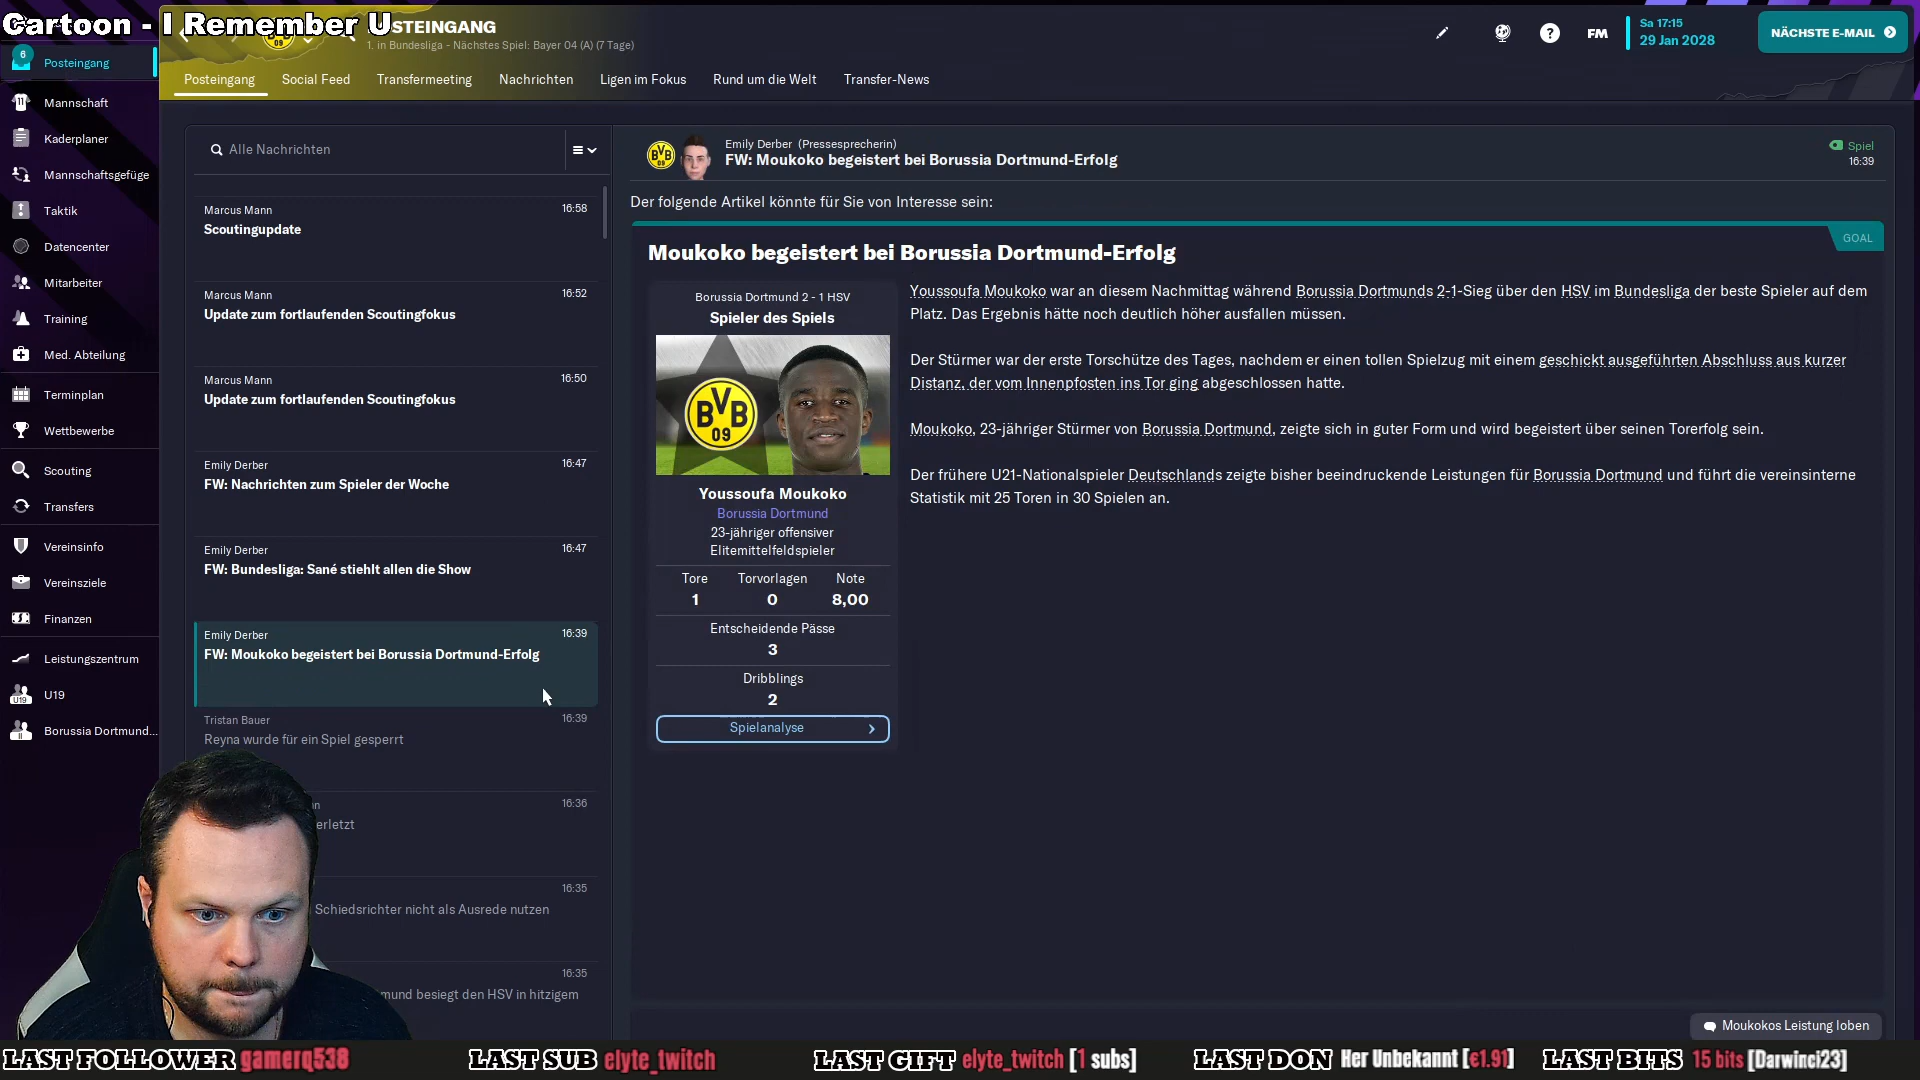 Cartoon - I Remember U
STEINGANG
1. in Bundesliga - Nächstes Spiel: Bayer 04 (A) (7 Tage)
FM
Sa 17:15
29 Jan 2028
NÄCHSTE E-MAIL
Posteingang
Social Feed
Transfermeeting
Nachrichten
Ligen im Fokus
Rund um die Welt
Transfer-News
6
Posteingang
Mannschaft
Kaderplaner
Mannschaftsgefüge
Taktik
Datencenter
Mitarbeiter
Training
Med. Abteilung
Terminplan
Wettbewerbe
Scouting
Transfers
Vereinsinfo
Vereinsziele
Finanzen
Leistungszentrum
U19
Borussia Dortmund...
Alle Nachrichten
Marcus Mann 16:58
Scoutingupdate
Marcus Mann 16:52
Update zum fortlaufenden Scoutingfokus
Marcus Mann 16:50
Update zum fortlaufenden Scoutingfokus
Emily Derber 16:47
FW: Nachrichten zum Spieler der Woche
Emily Derber 16:47
FW: Bundesliga: Sané stiehlt allen die Show
Emily Derber 16:39
FW: Moukoko begeistert bei Borussia Dortmund-Erfolg
Tristan Bauer 16:39
Reyna wurde für ein Spiel gesperrt
nn 16:36
erletzt
16:35
Schiedsrichter nicht als Ausrede nutzen
16:35
mund besiegt den HSV in hitzigem
Emily Derber (Pressesprecherin)
FW: Moukoko begeistert bei Borussia Dortmund-Erfolg
Spiel
16:39
Der folgende Artikel könnte für Sie von Interesse sein:
GOAL
Moukoko begeistert bei Borussia Dortmund-Erfolg
Borussia Dortmund 2 - 1 HSV
Spieler des Spiels
BVB
09
Youssoufa Moukoko
Borussia Dortmund
23-jähriger offensiver
Elitemittelfeldspieler
Tore Torvorlagen Note
1 0 8,00
Entscheidende Pässe
3
Dribblings
2
Spielanalyse
Youssoufa Moukoko war an diesem Nachmittag während Borussia Dortmunds 2-1-Sieg über den HSV im Bundesliga der beste Spieler auf dem
Platz. Das Ergebnis hätte noch deutlich höher ausfallen müssen.
Der Stürmer war der erste Torschütze des Tages, nachdem er einen tollen Spielzug mit einem geschickt ausgeführten Abschluss aus kurzer
Distanz, der vom Innenpfosten ins Tor ging abgeschlossen hatte.
Moukoko, 23-jähriger Stürmer von Borussia Dortmund, zeigte sich in guter Form und wird begeistert über seinen Torerfolg sein.
Der frühere U21-Nationalspieler Deutschlands zeigte bisher beeindruckende Leistungen für Borussia Dortmund und führt die vereinsinterne
Statistik mit 25 Toren in 30 Spielen an.
Moukokos Leistung loben
LAST FOLLOWER gamerq538
LAST SUB elyte_twitch
LAST GIFT elyte_twitch [1 subs]
LAST DON Her Unbekannt [€1.91]
LAST BITS 15 bits [Darwinci23]